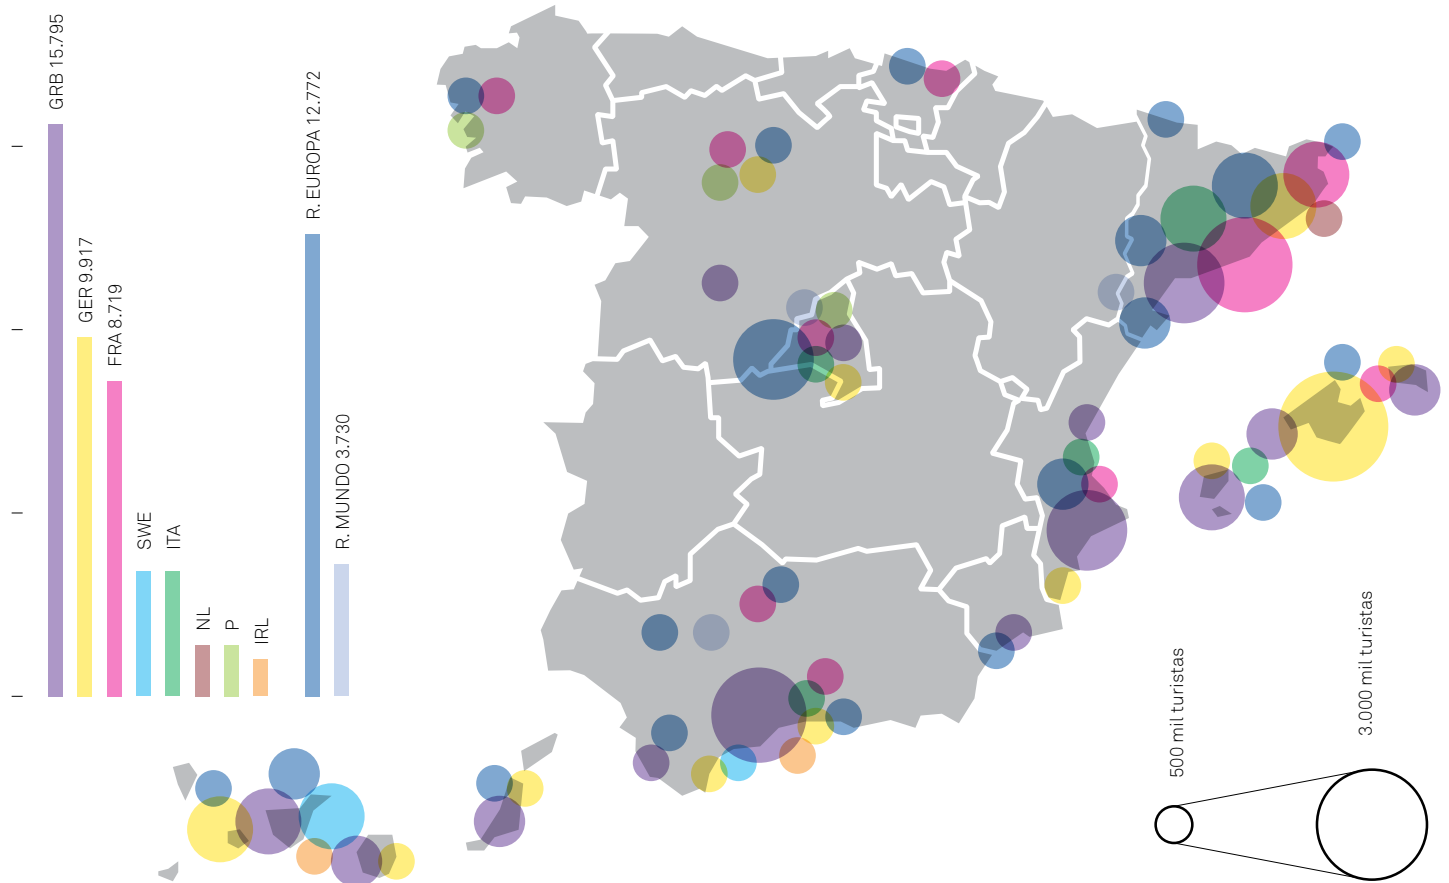 GRB 15.795
GER 9.917
FRA 8.719
SWE
ITA
NL
P
IRL
R. EUROPA 12.772
R. MUNDO 3.730
500 mil turistas
3.000 mil turistas